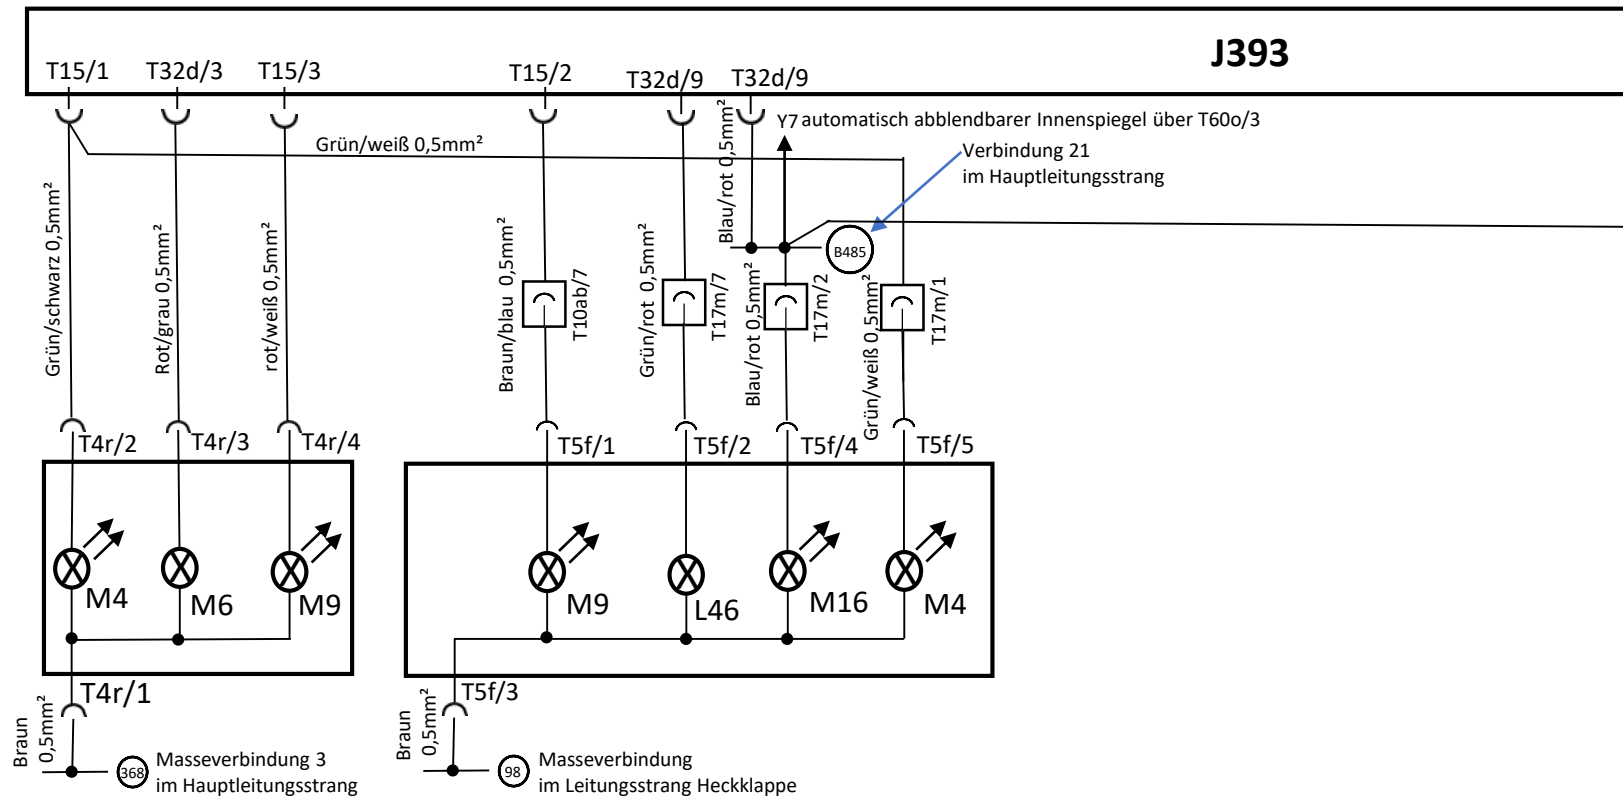 J393
T15/1
T32d/3
T15/3
T15/2
T32d/9
T32d/9
Y7 automatisch abblendbarer Innenspiegel über T60o/3
Grün/weiß 0,5mm²
Verbindung 21
im Hauptleitungsstrang
Grün/schwarz 0,5mm²
Rot/grau 0,5mm²
rot/weiß 0,5mm²
Braun/blau 0,5mm²
Grün/rot 0,5mm²
Blau/rot 0,5mm²
Blau/rot 0,5mm²
Grün/weiß 0,5mm²
B485
T10ab/7
T17m/7
T17m/2
T17m/1
T4r/2
T4r/3
T4r/4
T5f/1
T5f/2
T5f/4
T5f/5
M4
M6
M9
M9
L46
M16
M4
T4r/1
T5f/3
Braun
0,5mm²
Braun
0,5mm²
368
Masseverbindung 3
im Hauptleitungsstrang
98
Masseverbindung
im Leitungsstrang Heckklappe